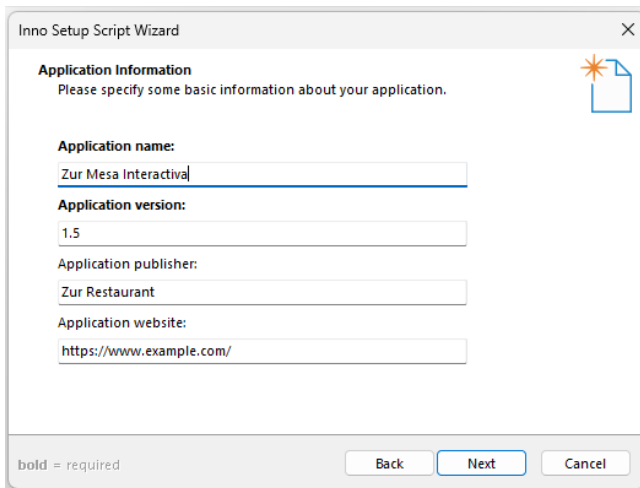 Inno Setup Script Wizard
Application Information
Please specify some basic information about your application.
Application name:
Zur Mesa Interactiva
Application version:
1.5
Application publisher:
Zur Restaurant
Application website:
https://www.example.com/
bold = required
Back
Next
Cancel